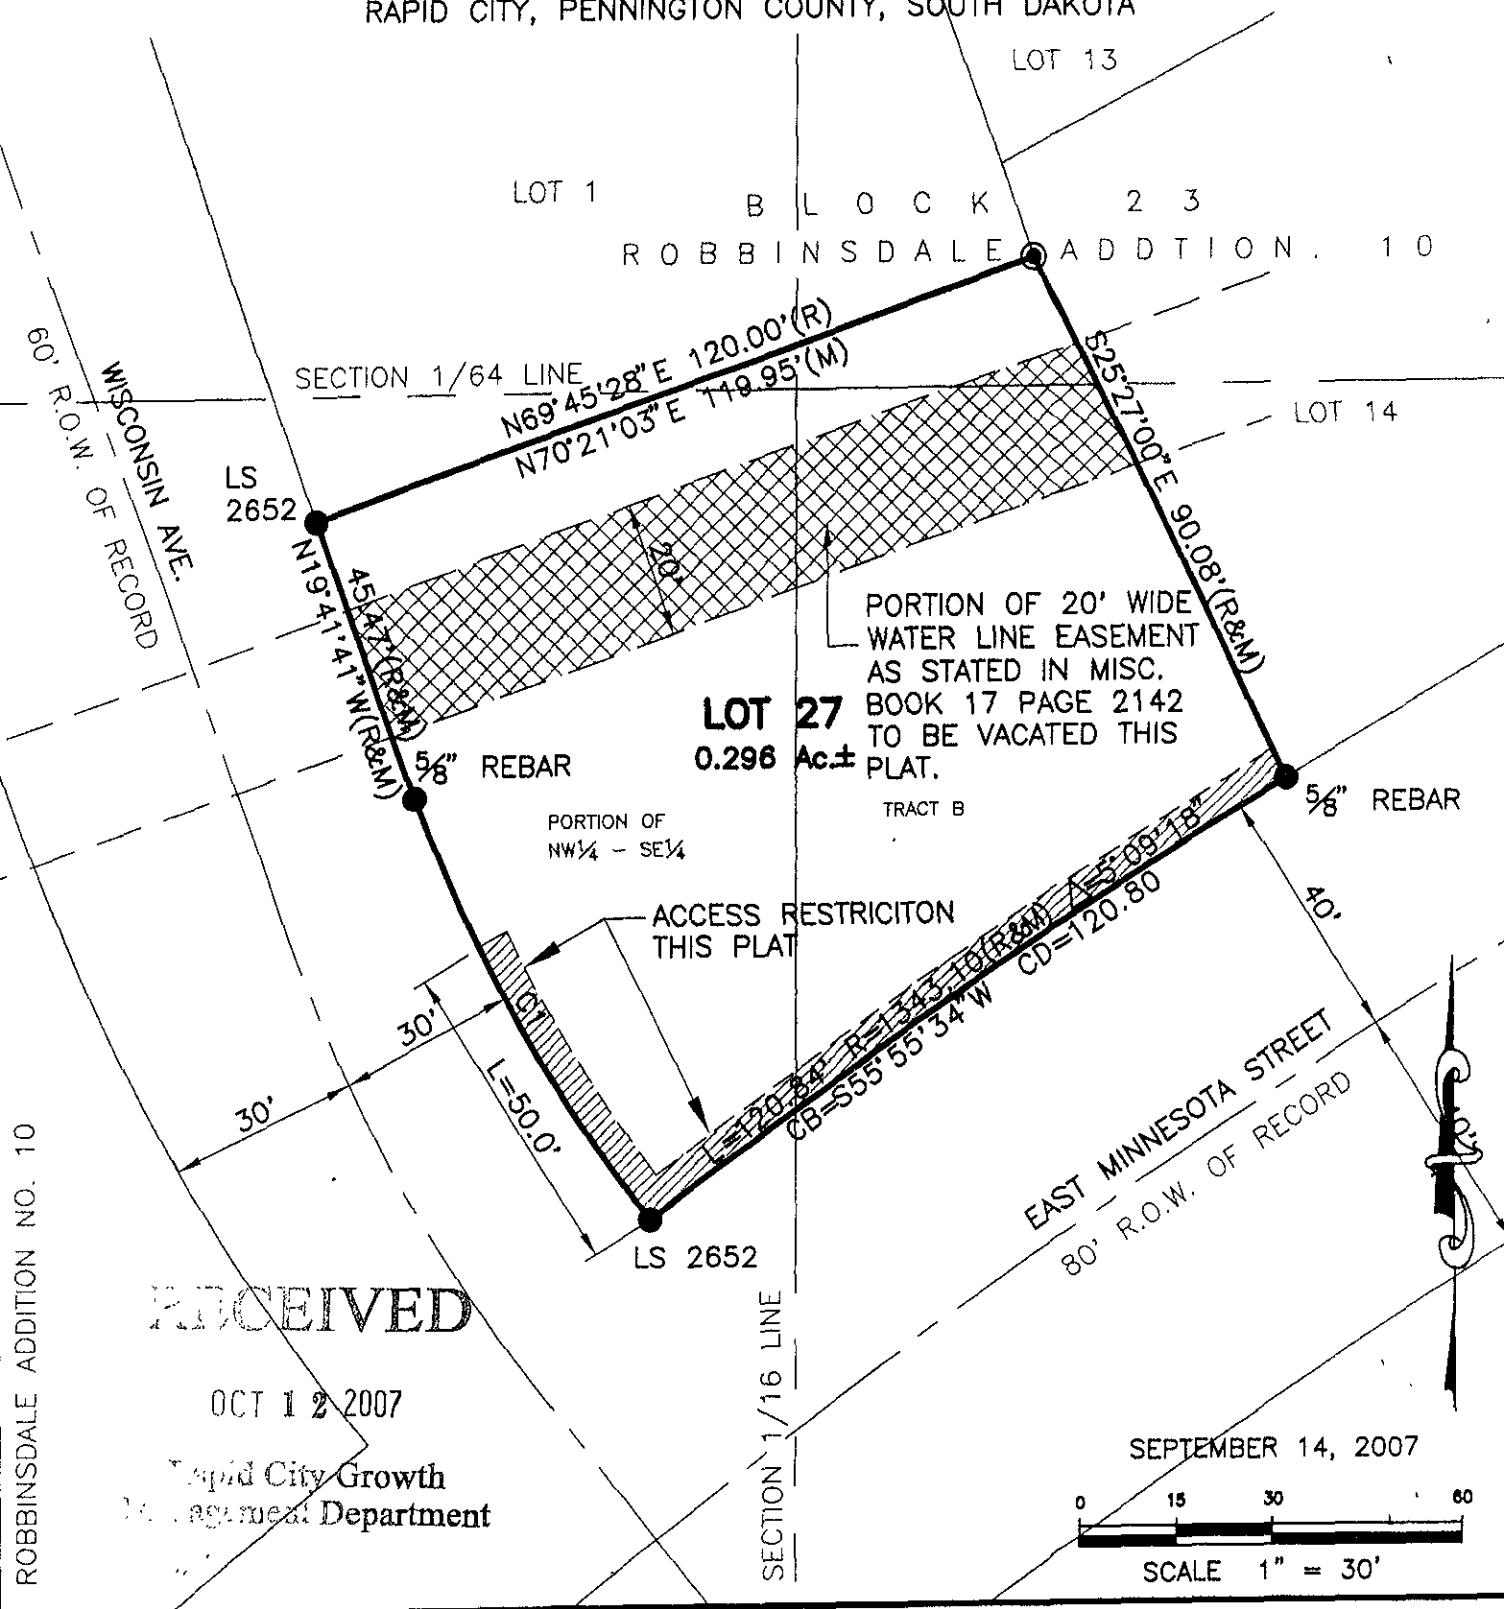 RAPID CITY, PENNINGTON COUNTY, SOUTH DAKOTA
LOT 13
LOT 1
BLOCK 23
ROBBINSDALE ADDTION. 10
60' R.O.W. OF RECORD
WISCONSIN AVE.
SECTION 1/64 LINE
N69°45'28"E 120.00'(R)
N70°21'03"E 119.95'(M)
S25°27'00"E 90.08'(R&M)
LOT 14
LS
2652
N19°41'41"W(R&M)
45.47'(R&M)
20'
PORTION OF 20' WIDE
WATER LINE EASEMENT
AS STATED IN MISC.
BOOK 17 PAGE 2142
TO BE VACATED THIS
PLAT.
LOT 27
0.296 Ac.±
5/8" REBAR
TRACT B
5/8" REBAR
PORTION OF
NW1/4 - SE1/4
ACCESS RESTRICITON
THIS PLAT
L=120.84' R=1343.10(R&M) Δ=5°09'18"
CB=S55°55'34"W CD=120.80
40'
C1
30'
30'
L=50.0'
LS 2652
EAST MINNESOTA STREET
80' R.O.W. OF RECORD
ROBBINSDALE ADDITION NO. 10
SECTION 1/16 LINE
RECEIVED
OCT 12 2007
Rapid City Growth
Management Department
SEPTEMBER 14, 2007
0 15 30 60
SCALE 1" = 30'